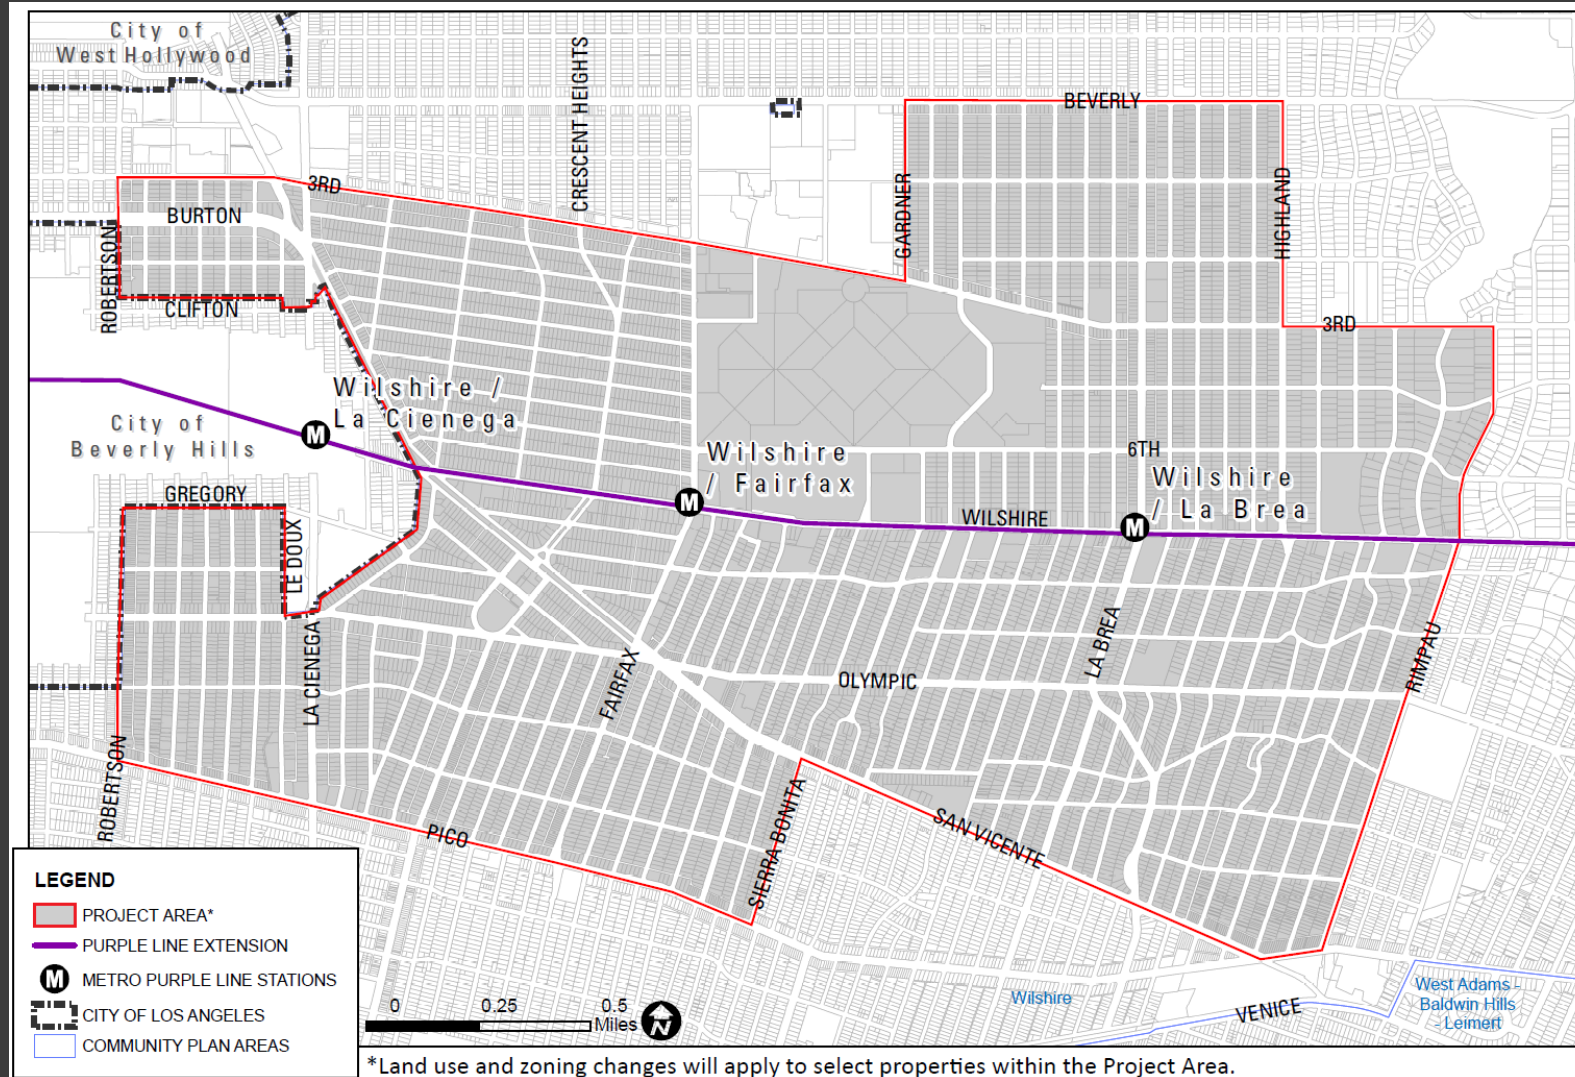 City of
West Hollywood
CRESCENT HEIGHTS
BEVERLY
3RD
BURTON
GARDNER
HIGHLAND
ROBERTSON
CLIFTON
3RD
Wilshire /
La Cienega
City of
Beverly Hills
Wilshire
/ Fairfax
6TH
Wilshire
/ La Brea
GREGORY
WILSHIRE
LE DOUX
LA CIENEGA
FAIRFAX
OLYMPIC
LA BREA
RIMPAU
ROBERTSON
PICO
SIERRA BONITA
SAN VICENTE
LEGEND
PROJECT AREA*
PURPLE LINE EXTENSION
M METRO PURPLE LINE STATIONS
CITY OF LOS ANGELES
COMMUNITY PLAN AREAS
0 0.25 0.5
Miles
N
Wilshire
VENICE
West Adams -
Baldwin Hills
- Leimert
M
M
M
*Land use and zoning changes will apply to select properties within the Project Area.